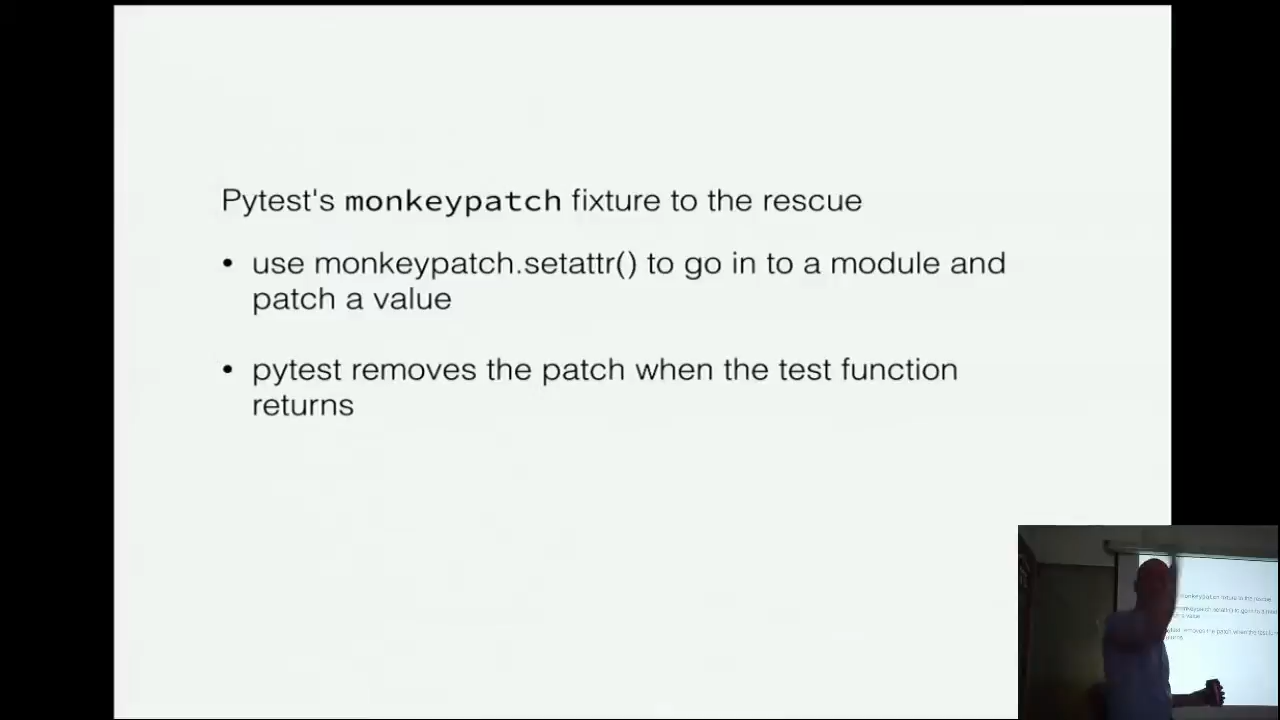 Pytest's monkeypatch fixture to the rescue
• use monkeypatch.setattr() to go in to a module and
patch a value
• pytest removes the patch when the test function
returns